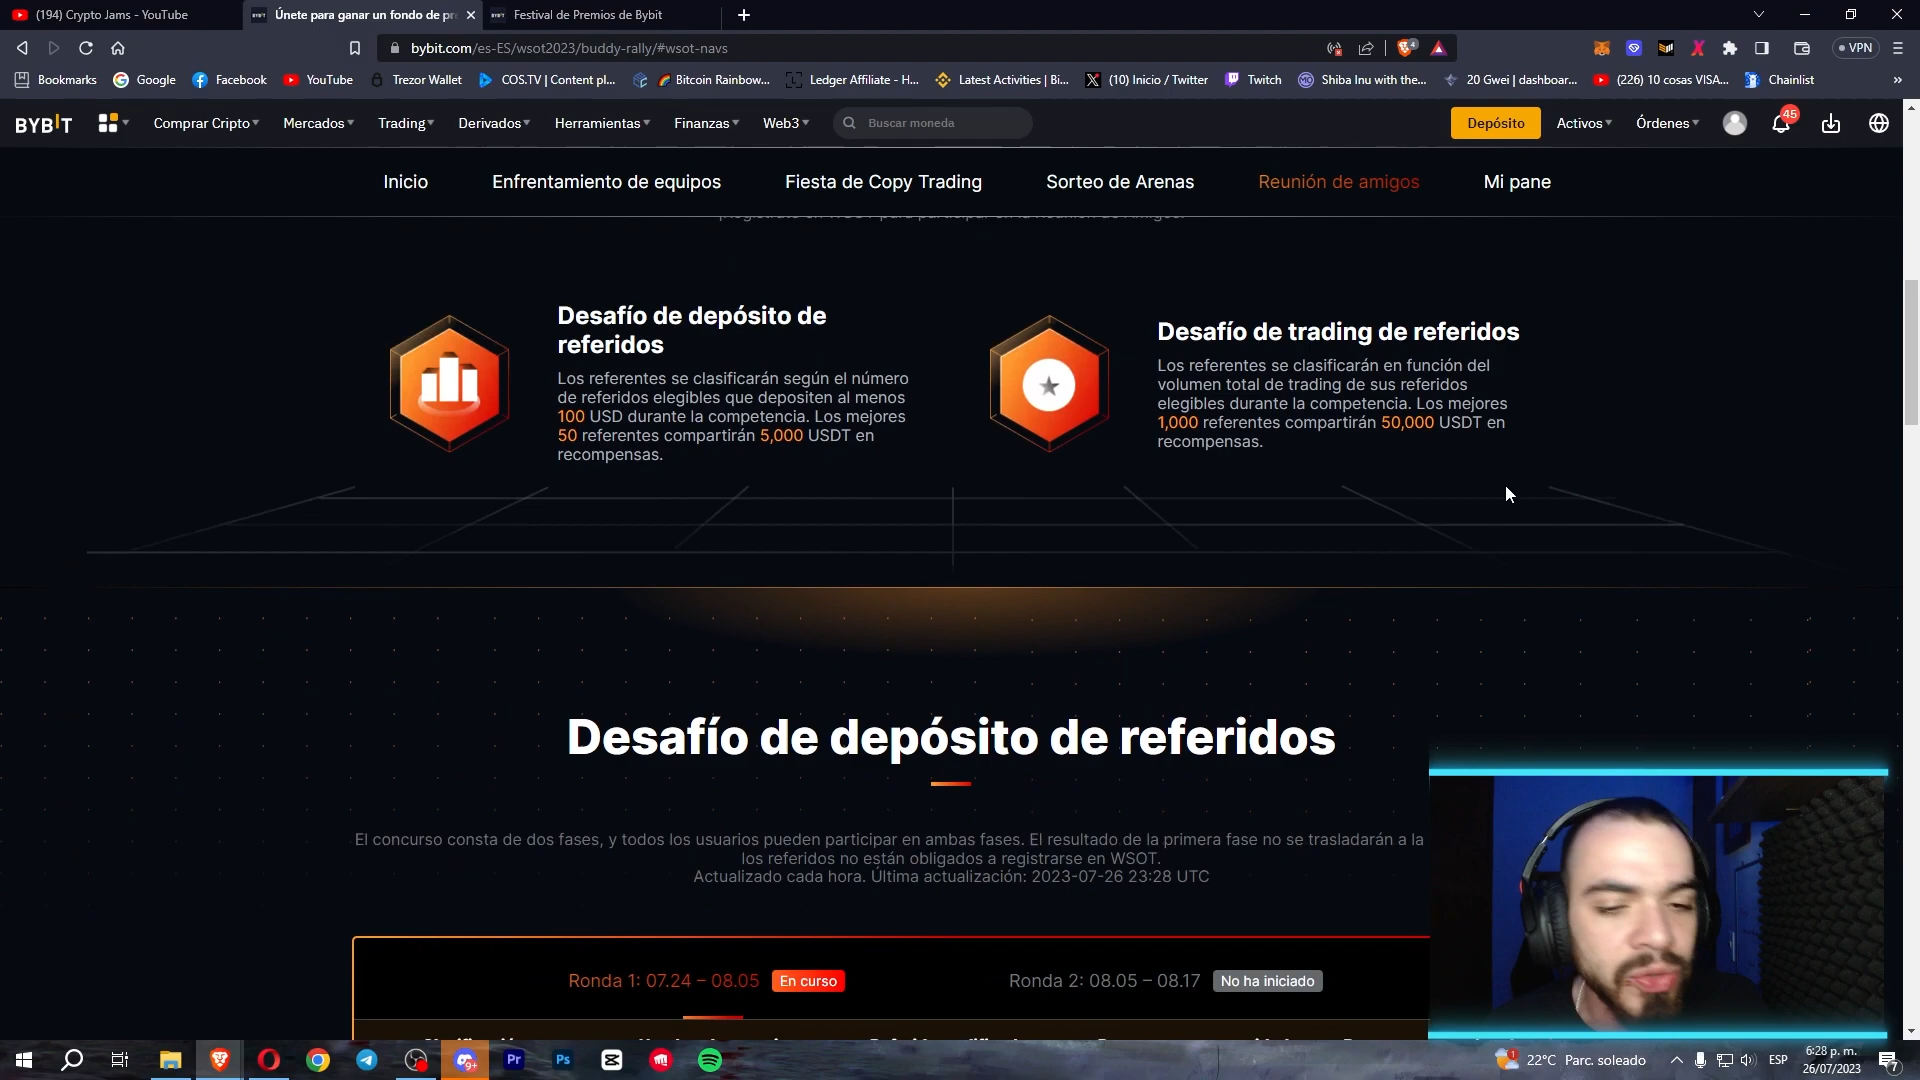 (194) Crypto Jams - YouTube
Únete para ganar un fondo de pr
Festival de Premios de Bybit
bybit.com/es-ES/wsot2023/buddy-rally/#wsot-navs
4
VPN
Bookmarks
Google
Facebook
YouTube
Trezor Wallet
COS.TV | Content pl...
Bitcoin Rainbow...
Ledger Affiliate - H...
Latest Activities | Bi...
(10) Inicio / Twitter
Twitch
Shiba Inu with the...
20 Gwei | dashboar...
(226) 10 cosas VISA...
Chainlist
»
BYBIT
Comprar Cripto
Mercados
Trading
Derivados
Herramientas
Finanzas
Web3
Buscar moneda
Depósito
Activos
Órdenes
45
Inicio
Enfrentamiento de equipos
Fiesta de Copy Trading
Sorteo de Arenas
Reunión de amigos
Mi pane
Desafío de depósito de
referidos
Los referentes se clasificarán según el número
de referidos elegibles que depositen al menos
100 USD durante la competencia. Los mejores
50 referentes compartirán 5,000 USDT en
recompensas.
Desafío de trading de referidos
Los referentes se clasificarán en función del
volumen total de trading de sus referidos
elegibles durante la competencia. Los mejores
1,000 referentes compartirán 50,000 USDT en
recompensas.
Desafío de depósito de referidos
El concurso consta de dos fases, y todos los usuarios pueden participar en ambas fases. El resultado de la primera fase no se trasladarán a la
los referidos no están obligados a registrarse en WSOT.
Actualizado cada hora. Última actualización: 2023-07-26 23:28 UTC
Ronda 1: 07.24 – 08.05
En curso
Ronda 2: 08.05 – 08.17
No ha iniciado
9+
Pr
Ps
1
22°C Parc. soleado
ESP
6:28 p. m.
26/07/2023
7